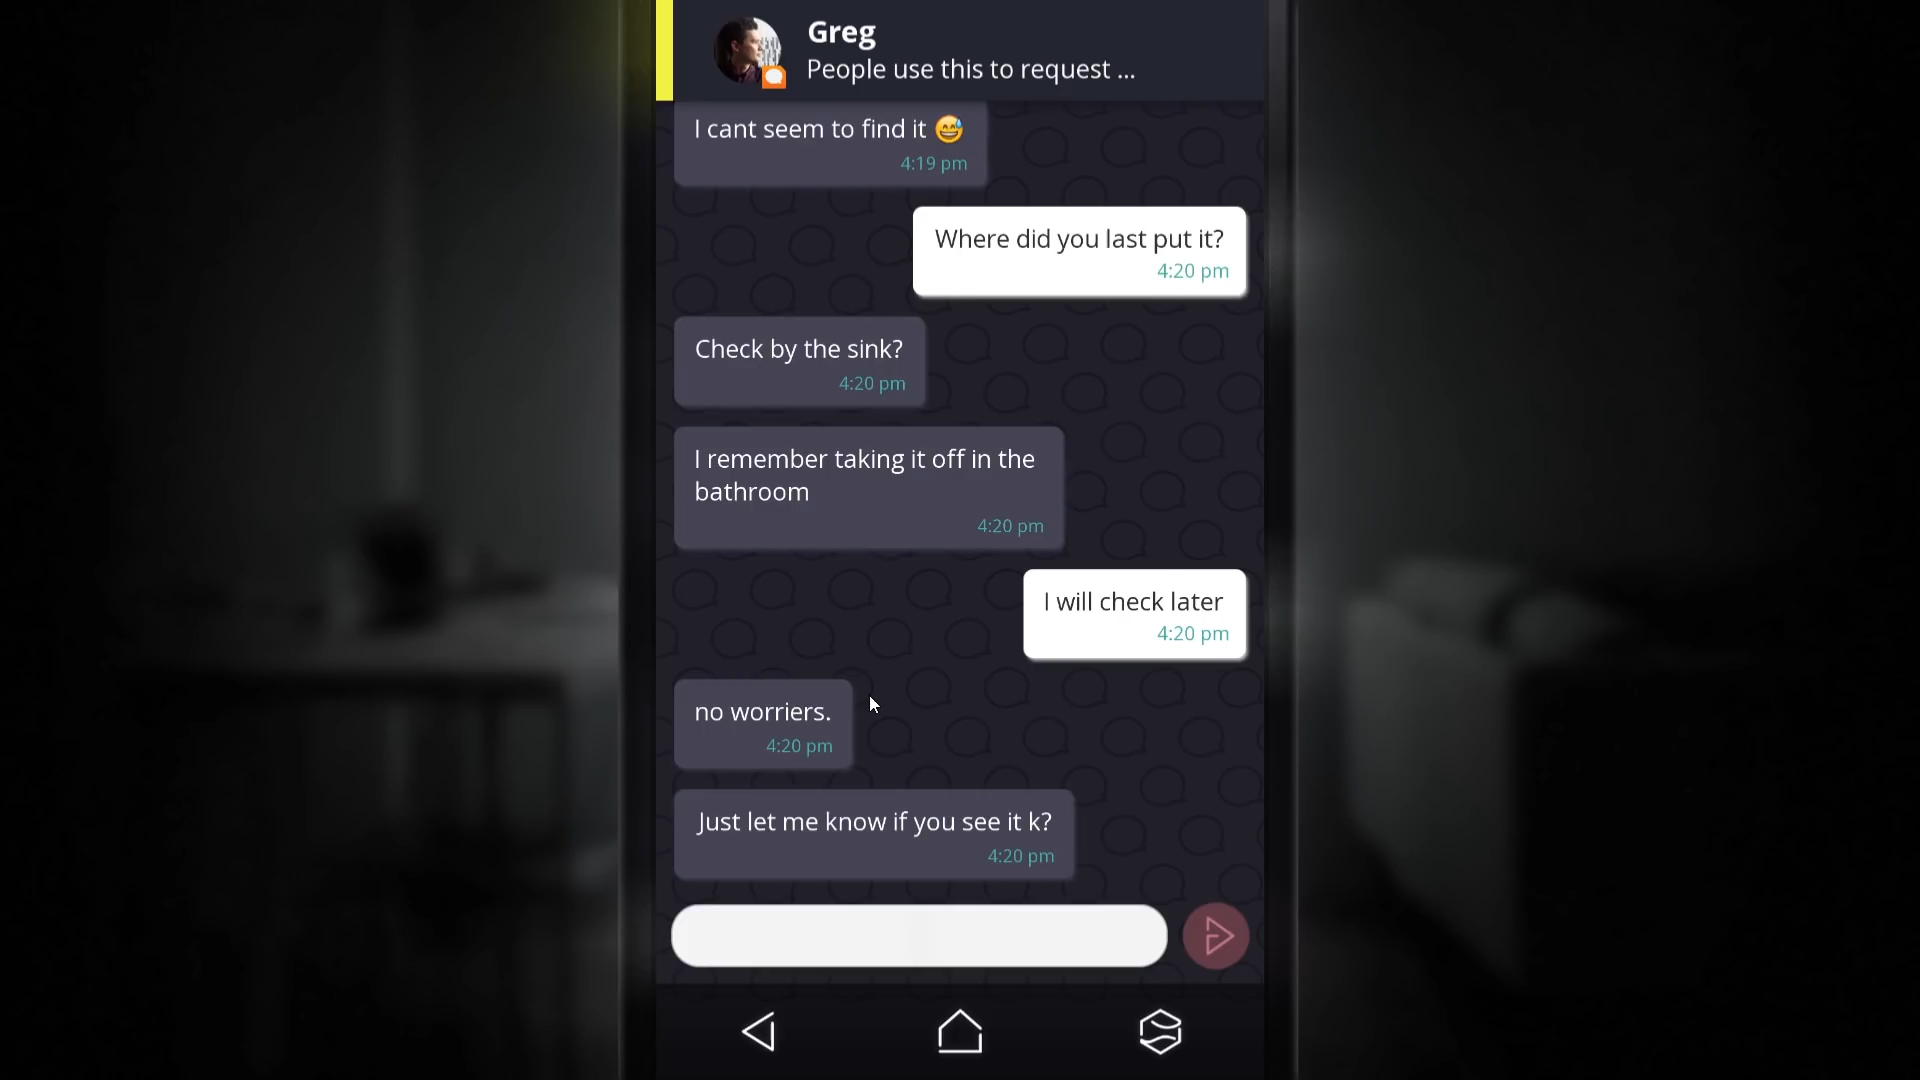 Greg
People use this to request ...
I cant seem to find it 😅
4:19 pm
Where did you last put it?
4:20 pm
Check by the sink?
4:20 pm
I remember taking it off in the
bathroom
4:20 pm
I will check later
4:20 pm
no worriers.
4:20 pm
Just let me know if you see it k?
4:20 pm